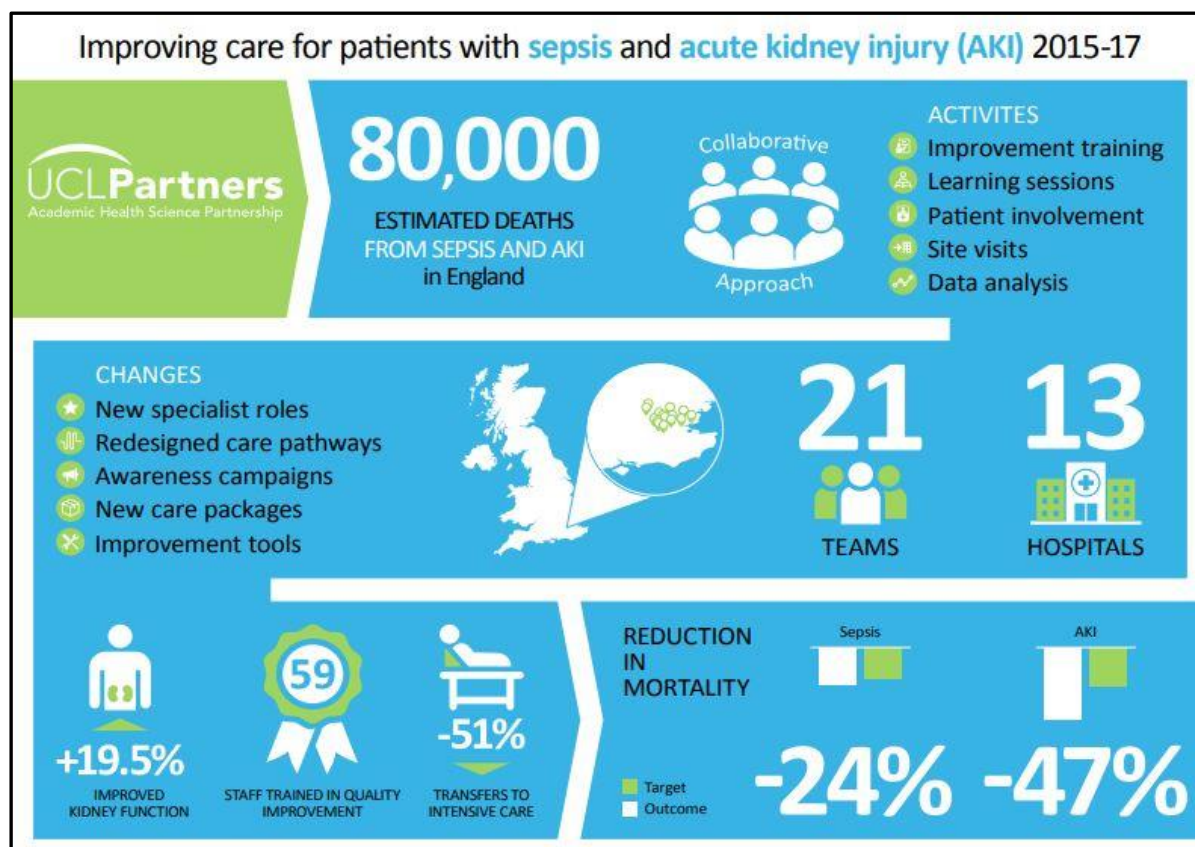 Improving care for patients with sepsis and acute kidney injury (AKI) 2015-17
UCLPartners
Academic Health Science Partnership
80,000
ESTIMATED DEATHS
FROM SEPSIS AND AKI
in England
Collaborative
Approach
ACTIVITES
Improvement training
Learning sessions
Patient involvement
Site visits
Data analysis
CHANGES
New specialist roles
Redesigned care pathways
Awareness campaigns
New care packages
Improvement tools
21
TEAMS
13
HOSPITALS
+19.5%
IMPROVED
KIDNEY FUNCTION
59
STAFF TRAINED IN QUALITY
IMPROVEMENT
-51%
TRANSFERS TO
INTENSIVE CARE
REDUCTION
IN
MORTALITY
Target
Outcome
Sepsis
-24%
AKI
-47%